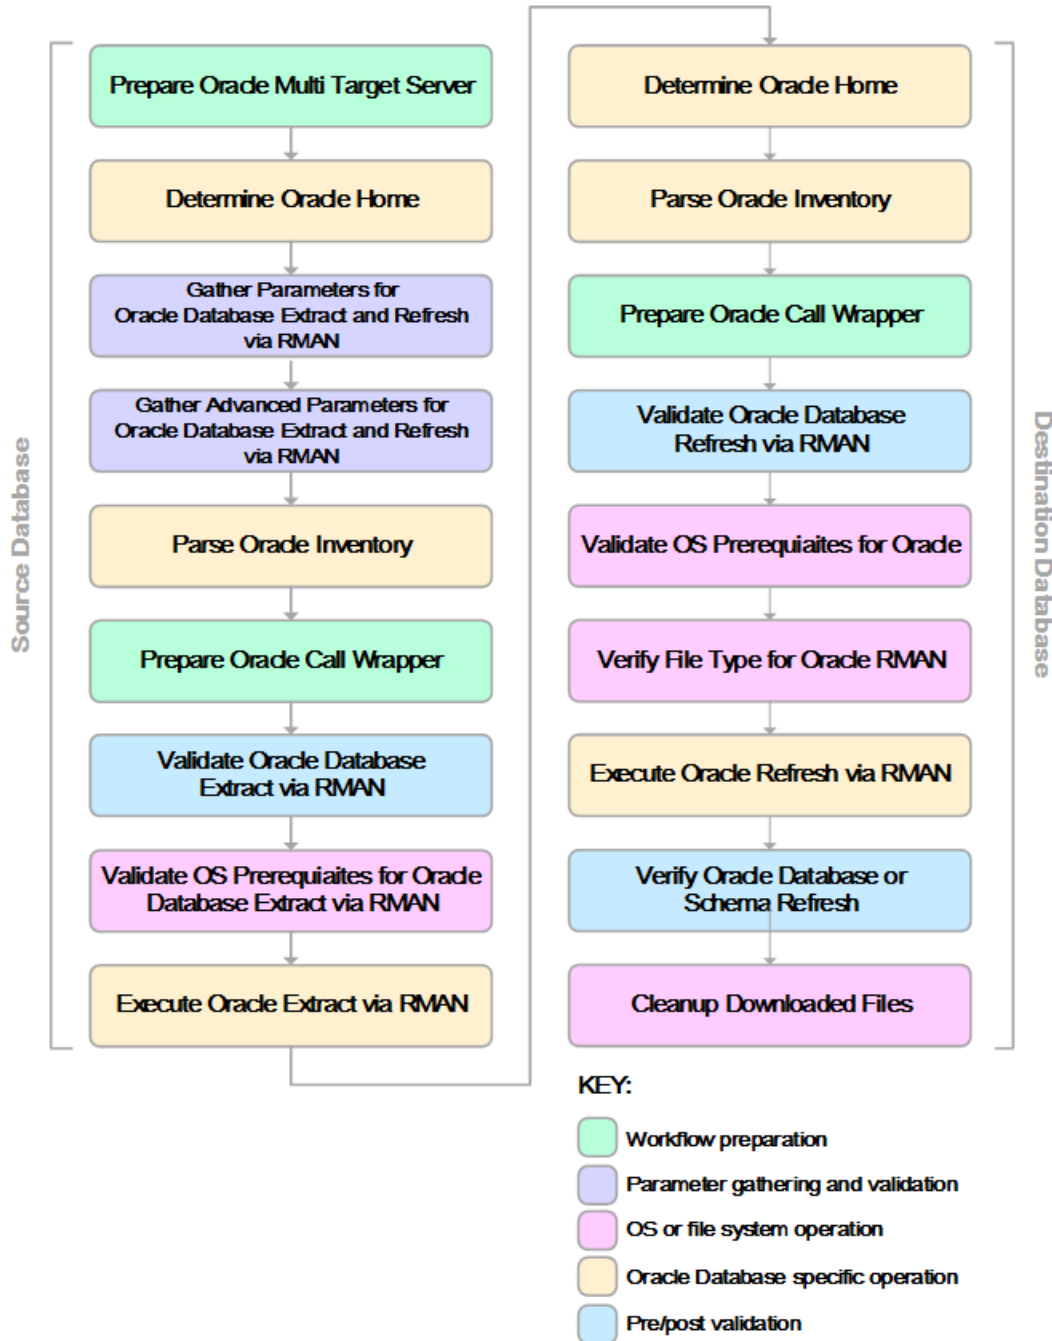 Source Database
Prepare Oracle Multi Target Server
Determine Oracle Home
Gather Parameters for
Oracle Database Extract and Refresh
via RMAN
Gather Advanced Parameters for
Oracle Database Extract and Refresh
via RMAN
Parse Oracle Inventory
Prepare Oracle Call Wrapper
Validate Oracle Database
Extract via RMAN
Validate OS Prerequiaites for Oracle
Database Extract via RMAN
Execute Oracle Extract via RMAN
Determine Oracle Home
Parse Oracle Inventory
Prepare Oracle Call Wrapper
Validate Oracle Database
Refresh via RMAN
Validate OS Prerequiaites for Oracle
Verify File Type for Oracle RMAN
Execute Oracle Refresh via RMAN
Verify Oracle Database or
Schema Refresh
Cleanup Downloaded Files
Destination Database
KEY:
Workflow preparation
Parameter gathering and validation
OS or file system operation
Oracle Database specific operation
Pre/post validation